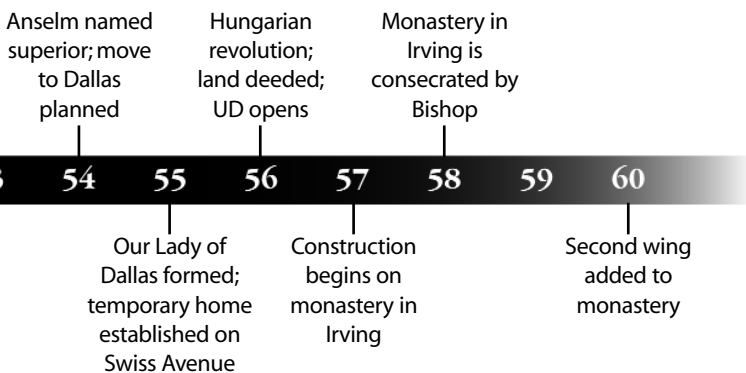 Anselm named
superior; move
to Dallas
planned
Hungarian
revolution;
land deeded;
UD opens
Monastery in
Irving is
consecrated by
Bishop
54 55 56 57 58 59 60
Our Lady of
Dallas formed;
temporary home
established on
Swiss Avenue
Construction
begins on
monastery in
Irving
Second wing
added to
monastery